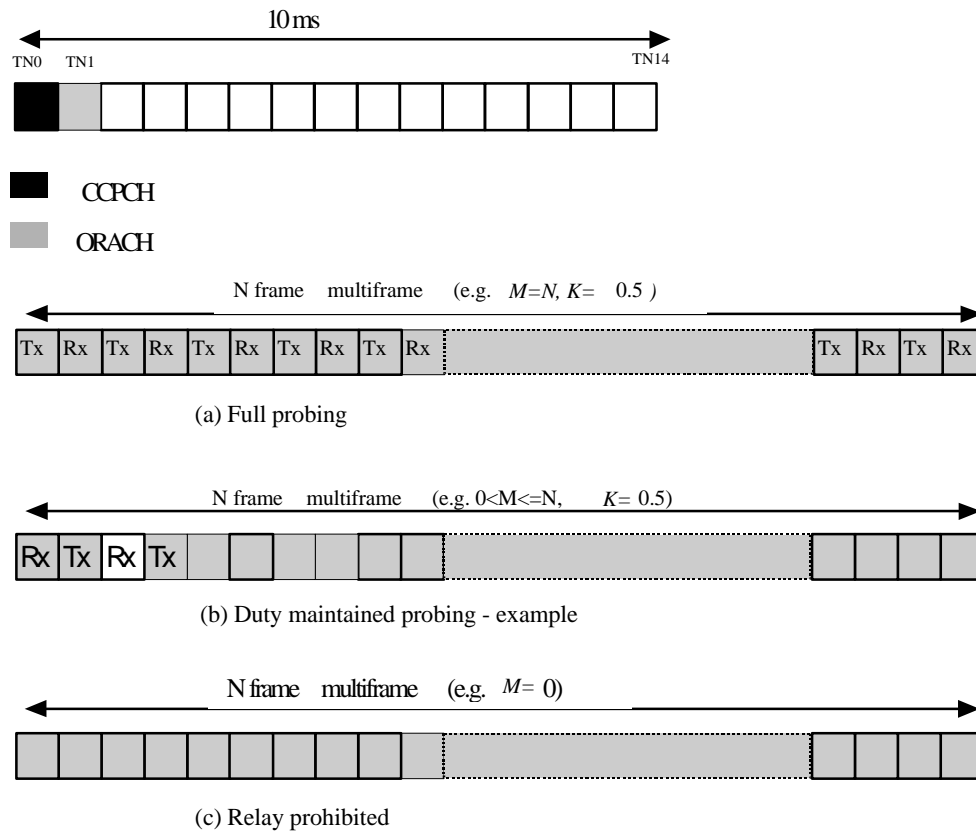 10 ms
TN0 TN1 TN14
CCPCH
ORACH
N frame multiframe (e.g. M=N, K= 0.5 )
Tx Rx Tx Rx Tx Rx Tx Rx Tx Rx Tx Rx Tx Rx
(a) Full probing
N frame multiframe (e.g. 0<M<=N, K= 0.5)
Rx Tx Rx Tx
(b) Duty maintained probing - example
N frame multiframe (e.g. M= 0)
(c) Relay prohibited